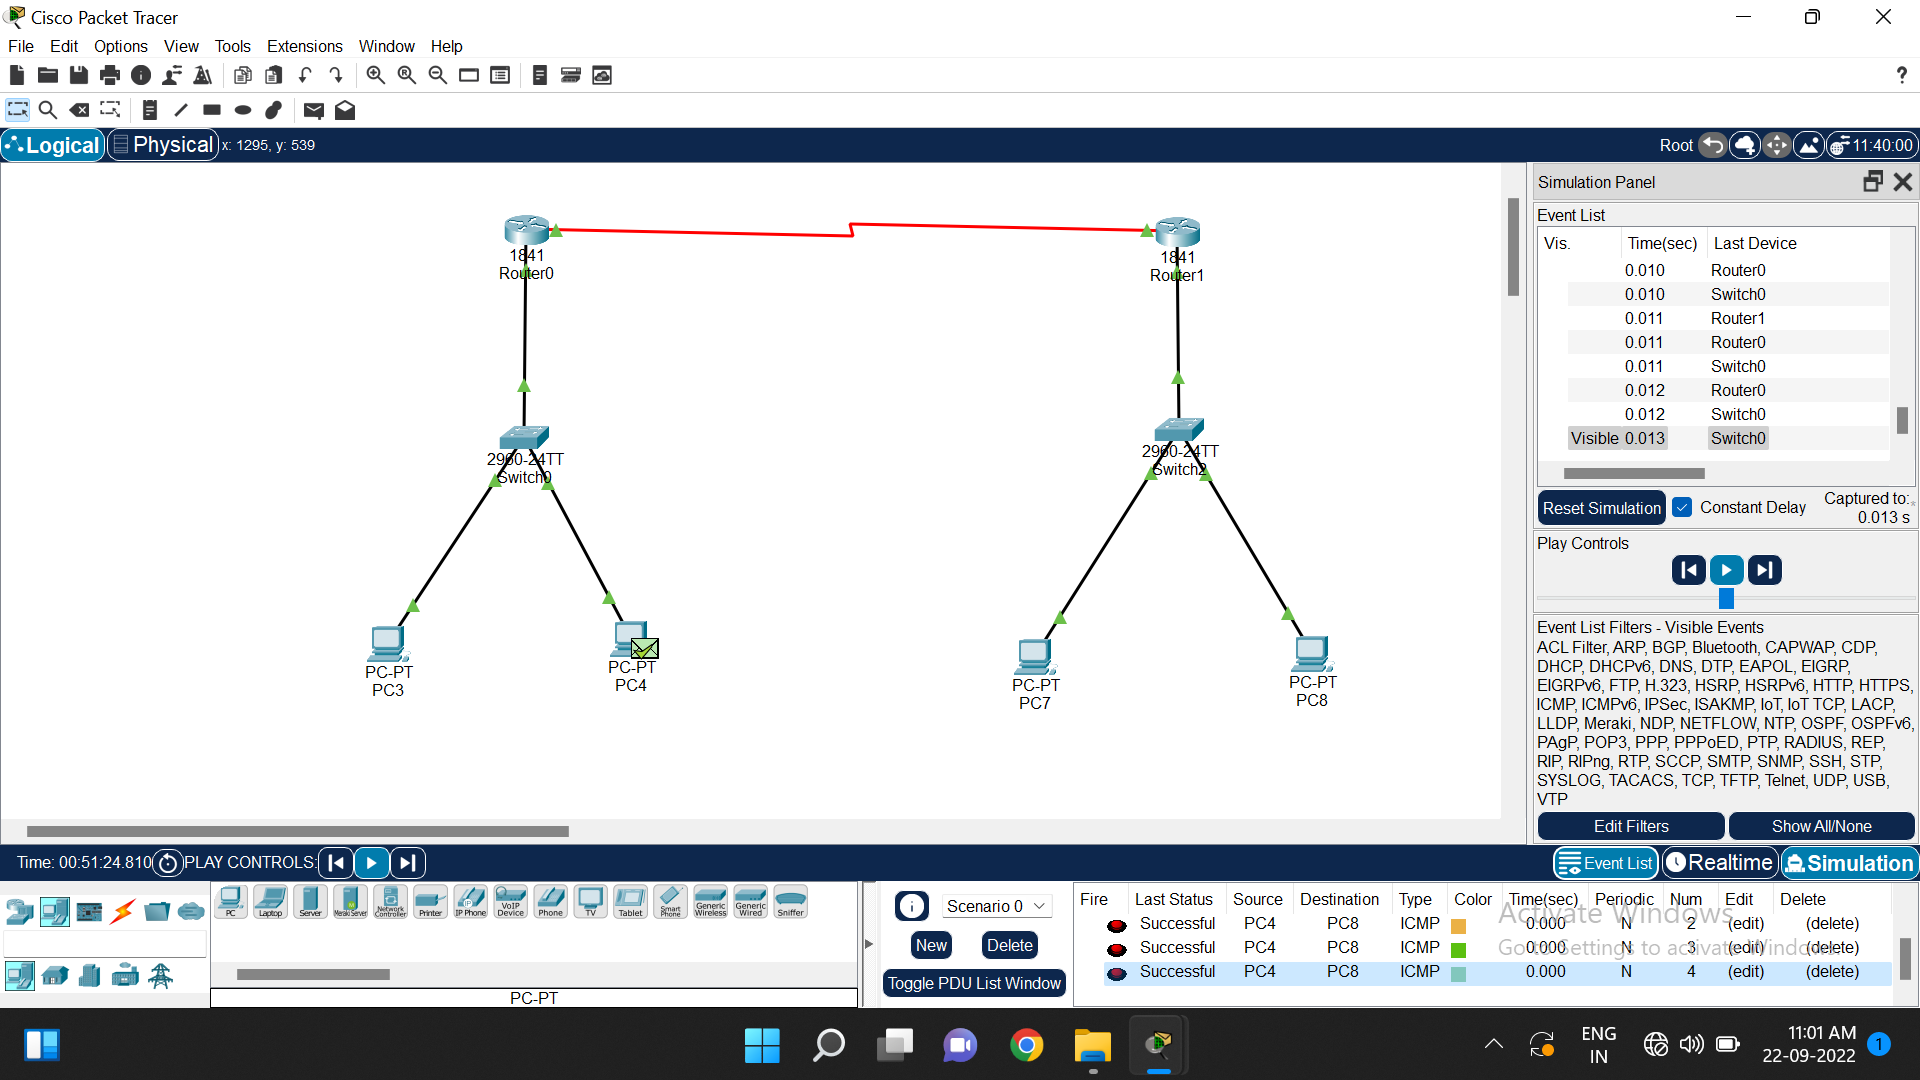 Cisco Packet Tracer
File Edit Options View Tools Extensions Window Help
?
Logical Physical x: 1295, y: 539
Root 11:40:00
1841
Router0
1841
Router1
2960-24TT
Switch0
2960-24TT
Switch2
PC-PT
PC3
PC-PT
PC4
PC-PT
PC7
PC-PT
PC8
Simulation Panel
Event List
Vis. Time(sec) Last Device
0.010 Router0
0.010 Switch0
0.011 Router1
0.011 Router0
0.011 Switch0
0.012 Router0
0.012 Switch0
Visible 0.013 Switch0
Reset Simulation Constant Delay Captured to:
0.013 s
Play Controls
Event List Filters - Visible Events
ACL Filter, ARP, BGP, Bluetooth, CAPWAP, CDP,
DHCP, DHCPv6, DNS, DTP, EAPOL, EIGRP,
EIGRPv6, FTP, H.323, HSRP, HSRPv6, HTTP, HTTPS,
ICMP, ICMPv6, IPSec, ISAKMP, IoT, IoT TCP, LACP,
LLDP, Meraki, NDP, NETFLOW, NTP, OSPF, OSPFv6,
PAgP, POP3, PPP, PPPoED, PTP, RADIUS, REP,
RIP, RIPng, RTP, SCCP, SMTP, SNMP, SSH, STP,
SYSLOG, TACACS, TCP, TFTP, Telnet, UDP, USB,
VTP
Edit Filters Show All/None
Time: 00:51:24.810 PLAY CONTROLS:
Event List Realtime Simulation
PC Laptop Server Meraki Server Network Controller Printer IP Phone VoIP Device Phone TV Tablet Smart Phone Generic Wireless Generic Wired Sniffer
PC-PT
Scenario 0
New Delete
Toggle PDU List Window
Fire Last Status Source Destination Type Color Time(sec) Periodic Num Edit Delete
Successful PC4 PC8 ICMP 0.000 N 2 (edit) (delete)
Successful PC4 PC8 ICMP 0.000 N 3 (edit) (delete)
Successful PC4 PC8 ICMP 0.000 N 4 (edit) (delete)
Activate Windows
Go to Settings to activate Windows.
ENG
IN
11:01 AM
22-09-2022
1